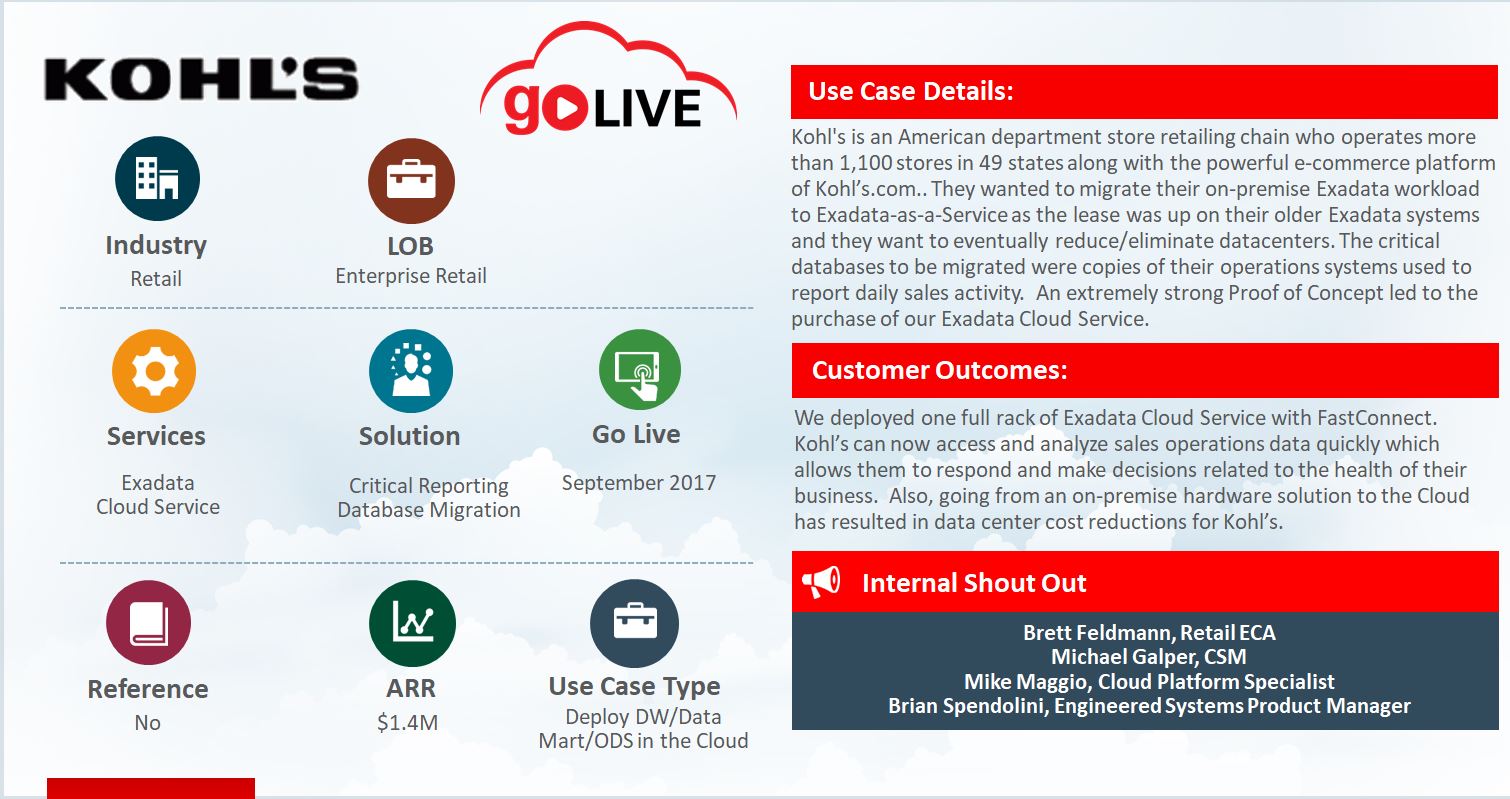 KOHL'S
go LIVE
Industry
Retail
LOB
Enterprise Retail
Services
Exadata
Cloud Service
Solution
Critical Reporting
Database Migration
Go Live
September 2017
Reference
No
ARR
$1.4M
Use Case Type
Deploy DW/Data
Mart/ODS in the Cloud
Use Case Details:
Kohl's is an American department store retailing chain who operates more
than 1,100 stores in 49 states along with the powerful e-commerce platform
of Kohl’s.com.. They wanted to migrate their on-premise Exadata workload
to Exadata-as-a-Service as the lease was up on their older Exadata systems
and they want to eventually reduce/eliminate datacenters. The critical
databases to be migrated were copies of their operations systems used to
report daily sales activity.  An extremely strong Proof of Concept led to the
purchase of our Exadata Cloud Service.
Customer Outcomes:
We deployed one full rack of Exadata Cloud Service with FastConnect.
Kohl’s can now access and analyze sales operations data quickly which
allows them to respond and make decisions related to the health of their
business.  Also, going from an on-premise hardware solution to the Cloud
has resulted in data center cost reductions for Kohl’s.
Internal Shout Out
Brett Feldmann, Retail ECA
Michael Galper, CSM
Mike Maggio, Cloud Platform Specialist
Brian Spendolini, Engineered Systems Product Manager